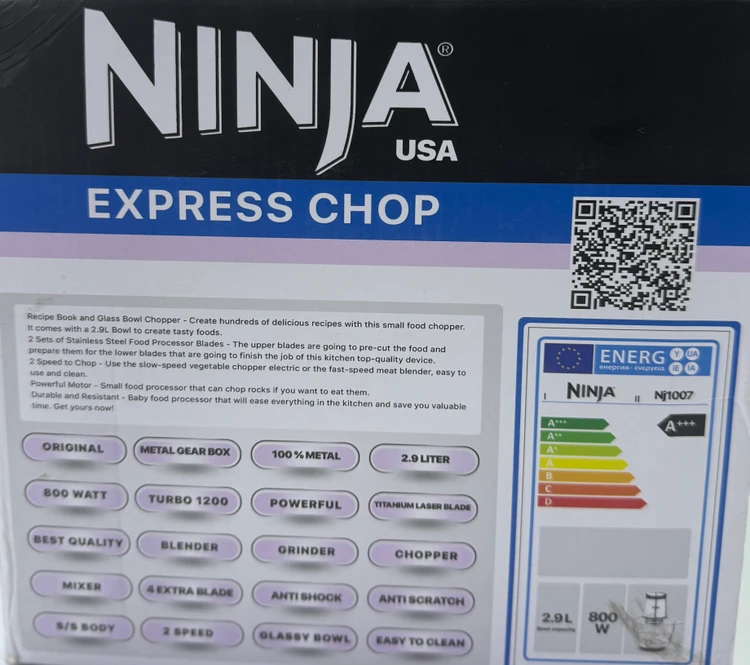 NINJA®
USA
EXPRESS CHOP
Recipe Book and Glass Bowl Chopper - Create hundreds of delicious recipes with this small food chopper.
It comes with a 2.9L Bowl to create tasty foods.
2 Sets of Stainless Steel Food Processor Blades - The upper blades are going to pre-cut the food and
prepare them for the lower blades that are going to finish the job of this kitchen top-quality device.
2 Speed to Chop - Use the slow-speed vegetable chopper electric or the fast-speed meat blender, easy to
use and clean.
Powerful Motor - Small food processor that can chop rocks if you want to eat them.
Durable and Resistant - Baby food processor that will ease everything in the kitchen and save you valuable
time. Get yours now!
ORIGINAL METAL GEAR BOX 100 % METAL 2.9 LITER
800 WATT TURBO 1200 POWERFUL TITANIUM LASER BLADE
BEST QUALITY BLENDER GRINDER CHOPPER
MIXER 4 EXTRA BLADE ANTI SHOCK ANTI SCRATCH
S/S BODY 2 SPEED GLASSY BOWL EASY TO CLEAN
ENERG Y UA
енергия · ενεργεια IE IA
I NINJA II Nj1007
A+++ A+++
A++
A+
A
B
C
D
2.9L 800
Bowl capacity W